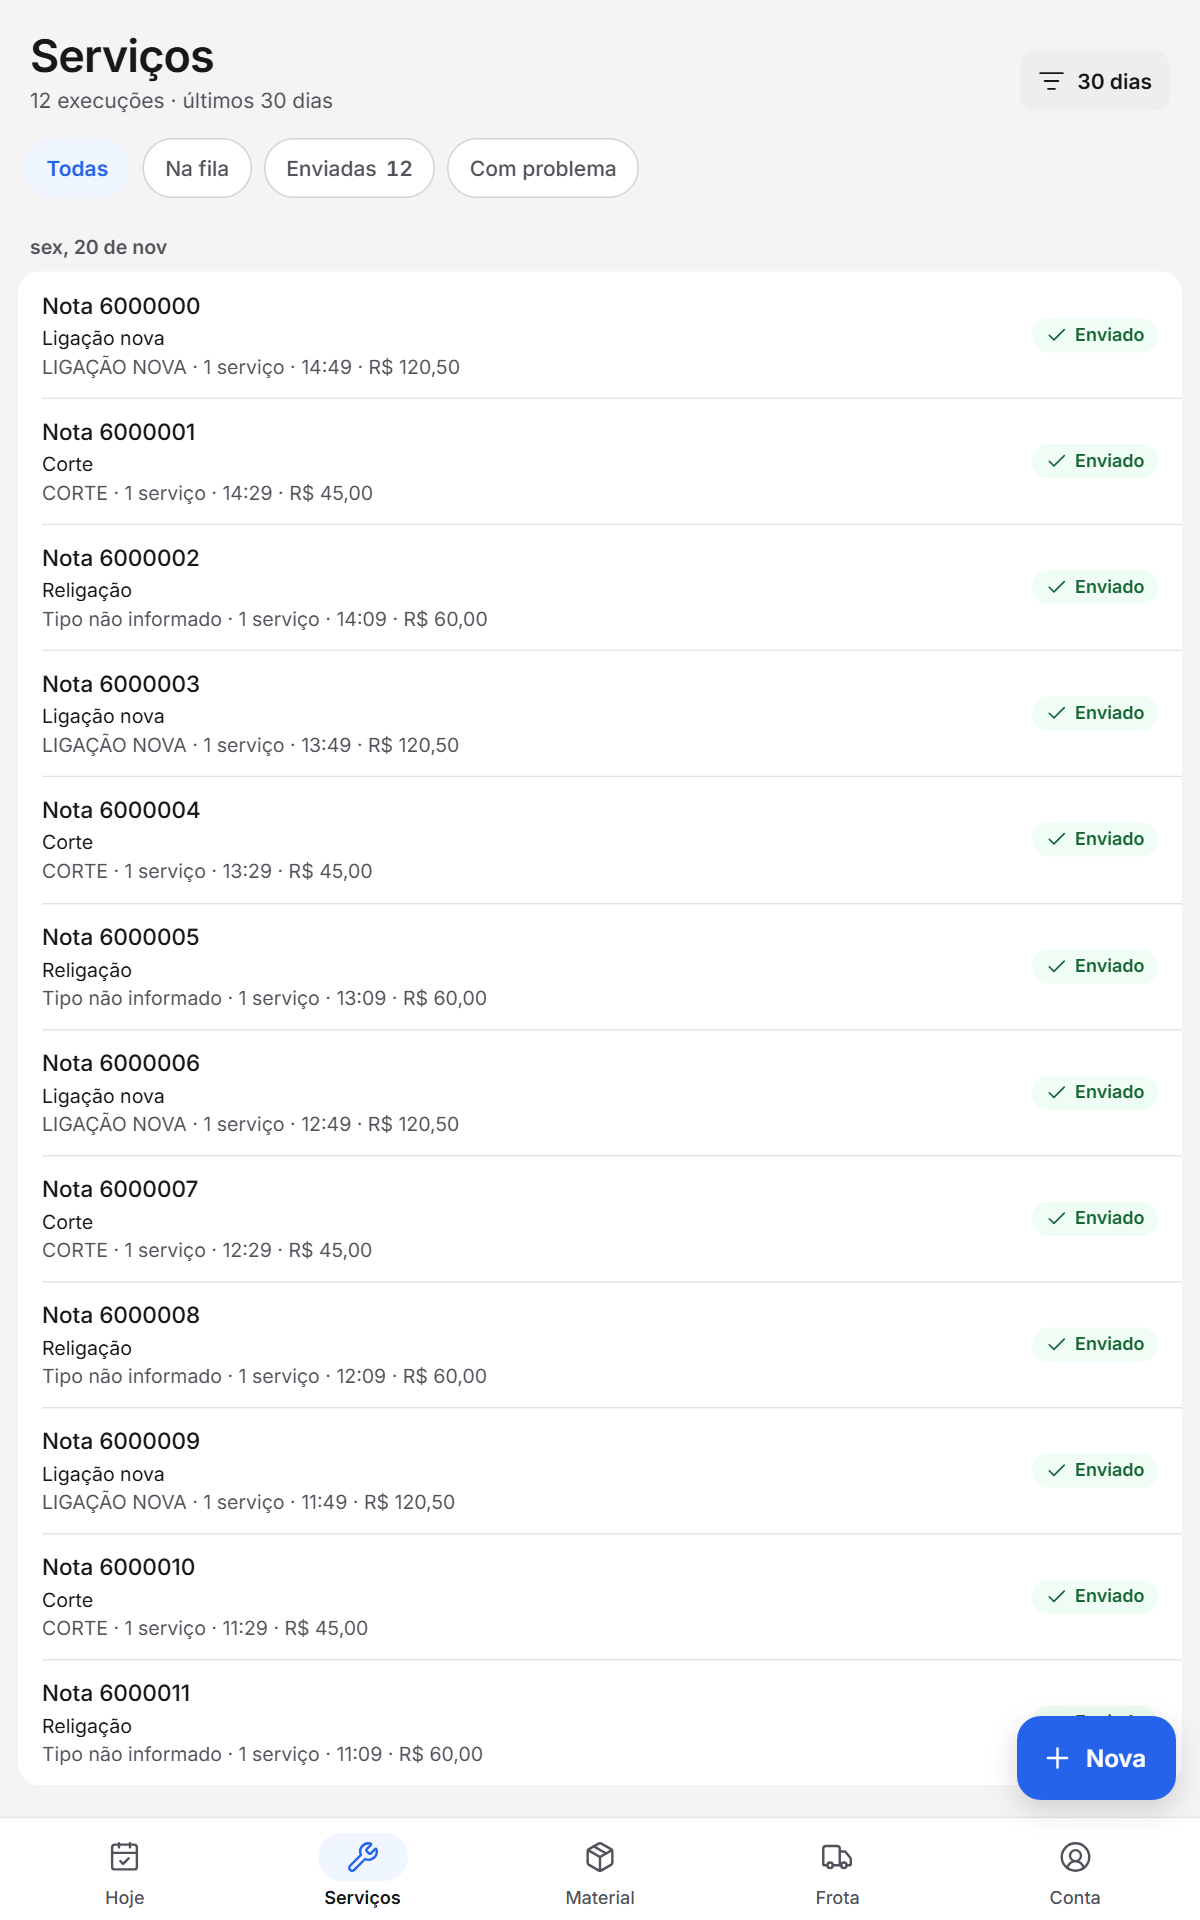 Serviços
12 execuções · últimos 30 dias
30 dias
Todas
Na fila
Enviadas 12
Com problema
sex, 20 de nov
Nota 6000000
Ligação nova
LIGAÇÃO NOVA · 1 serviço · 14:49 · R$ 120,50
Enviado
Nota 6000001
Corte
CORTE · 1 serviço · 14:29 · R$ 45,00
Enviado
Nota 6000002
Religação
Tipo não informado · 1 serviço · 14:09 · R$ 60,00
Enviado
Nota 6000003
Ligação nova
LIGAÇÃO NOVA · 1 serviço · 13:49 · R$ 120,50
Enviado
Nota 6000004
Corte
CORTE · 1 serviço · 13:29 · R$ 45,00
Enviado
Nota 6000005
Religação
Tipo não informado · 1 serviço · 13:09 · R$ 60,00
Enviado
Nota 6000006
Ligação nova
LIGAÇÃO NOVA · 1 serviço · 12:49 · R$ 120,50
Enviado
Nota 6000007
Corte
CORTE · 1 serviço · 12:29 · R$ 45,00
Enviado
Nota 6000008
Religação
Tipo não informado · 1 serviço · 12:09 · R$ 60,00
Enviado
Nota 6000009
Ligação nova
LIGAÇÃO NOVA · 1 serviço · 11:49 · R$ 120,50
Enviado
Nota 6000010
Corte
CORTE · 1 serviço · 11:29 · R$ 45,00
Enviado
Nota 6000011
Religação
Tipo não informado · 1 serviço · 11:09 · R$ 60,00
Nova
Hoje
Serviços
Material
Frota
Conta